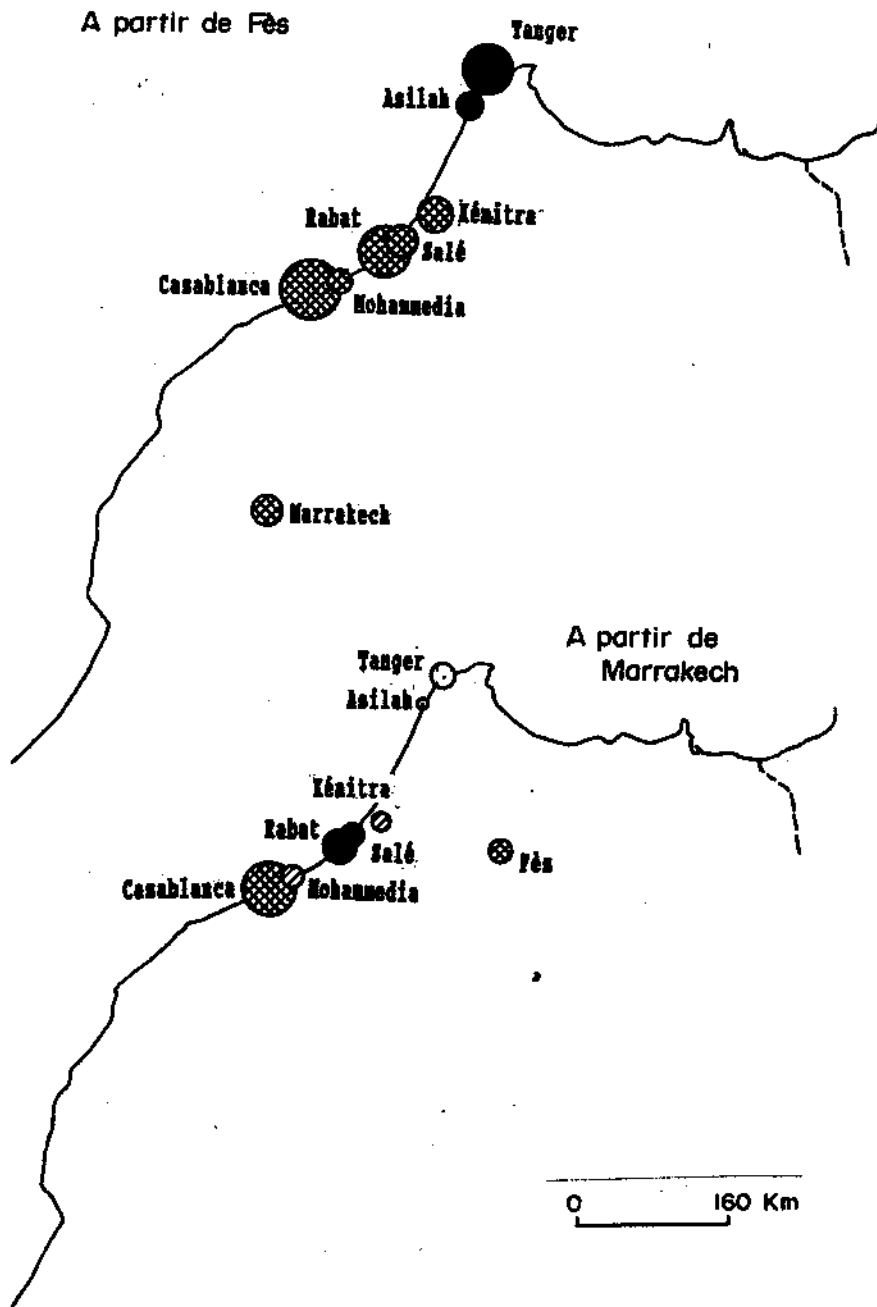 A partir de Fès
Tanger
Asilah
Rabat
Kénitra
Salé
Casablanca
Mohammedia
Marrakech
A partir de
Marrakech
Tanger
Asilah
Kénitra
Rabat
Salé
Fès
Casablanca
Mohammedia
0 160 Km